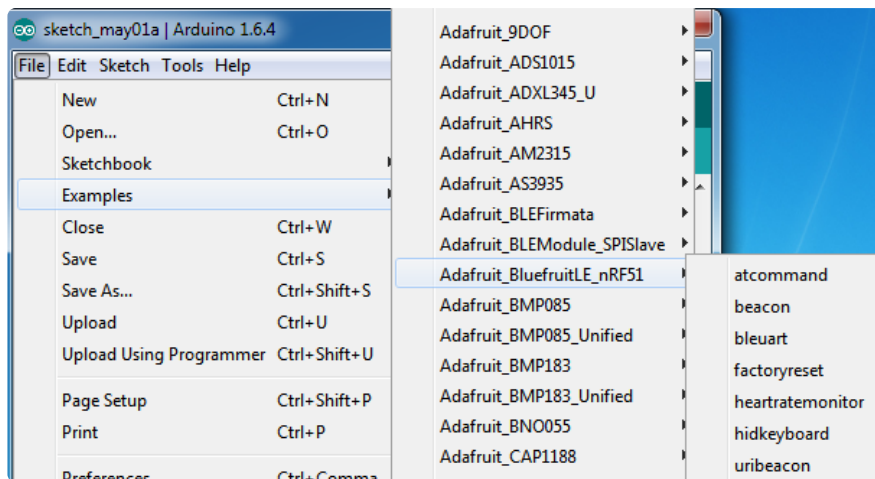 sketch_may01a | Arduino 1.6.4
File Edit Sketch Tools Help
New Ctrl+N
Open... Ctrl+O
Sketchbook
Examples
Close Ctrl+W
Save Ctrl+S
Save As... Ctrl+Shift+S
Upload Ctrl+U
Upload Using Programmer Ctrl+Shift+U
Page Setup Ctrl+Shift+P
Print Ctrl+P
Preferences Ctrl+Comma
Adafruit_9DOF
Adafruit_ADS1015
Adafruit_ADXL345_U
Adafruit_AHRS
Adafruit_AM2315
Adafruit_AS3935
Adafruit_BLEFirmata
Adafruit_BLEModule_SPISlave
Adafruit_BluefruitLE_nRF51
Adafruit_BMP085
Adafruit_BMP085_Unified
Adafruit_BMP183
Adafruit_BMP183_Unified
Adafruit_BNO055
Adafruit_CAP1188
atcommand
beacon
bleuart
factoryreset
heartratemonitor
hidkeyboard
uribeacon